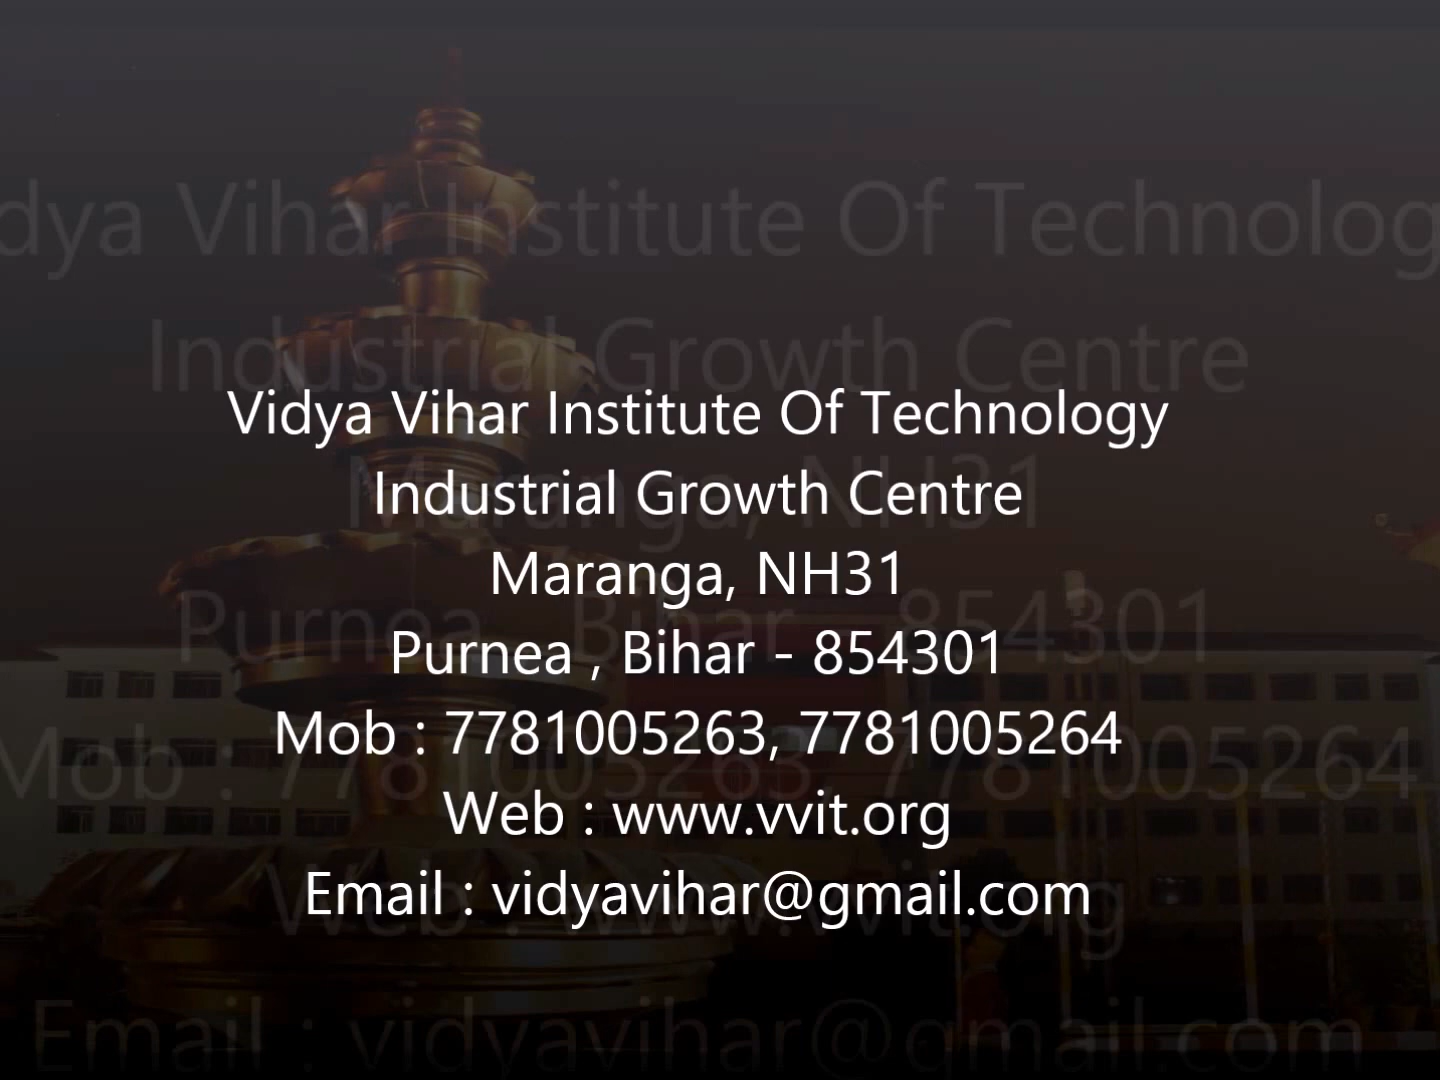 Vidya Vihar Institute Of Technology
Industrial Growth Centre
Maranga, NH31
Purnea , Bihar - 854301
Mob : 7781005263, 7781005264
Web : www.vvit.org
Email : vidyavihar@gmail.com